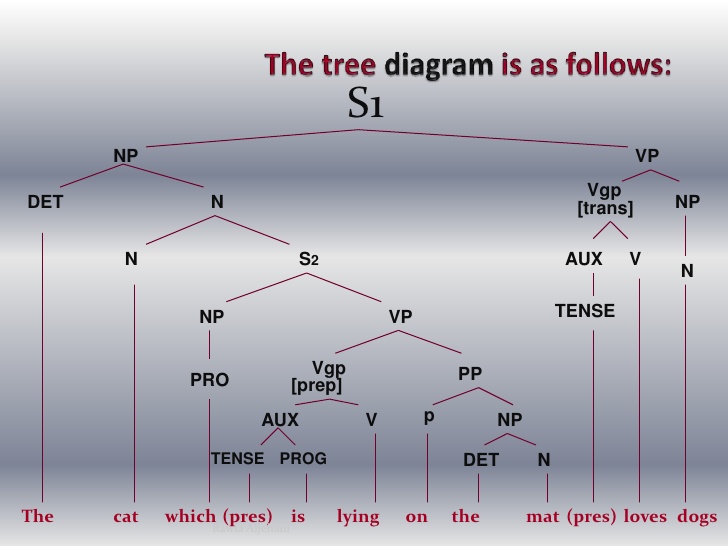 The tree diagram is as follows:
S1
NP VP
DET N Vgp [trans] NP
N S2 AUX V N
NP VP TENSE
PRO Vgp [prep] PP
AUX V p NP
TENSE PROG DET N
The cat which (pres) is lying on the mat (pres) loves dogs